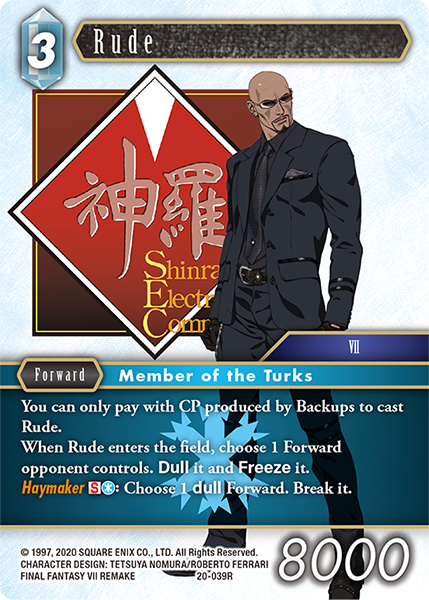 3
Rude
神羅
Shinra
Electr
Comp
VII
Forward
Member of the Turks
You can only pay with CP produced by Backups to cast
Rude.
When Rude enters the field, choose 1 Forward
opponent controls. Dull it and Freeze it.
Haymaker S: Choose 1 dull Forward. Break it.
© 1997, 2020 SQUARE ENIX CO., LTD. All Rights Reserved.
CHARACTER DESIGN: TETSUYA NOMURA/ROBERTO FERRARI
FINAL FANTASY VII REMAKE 20-039R
8000